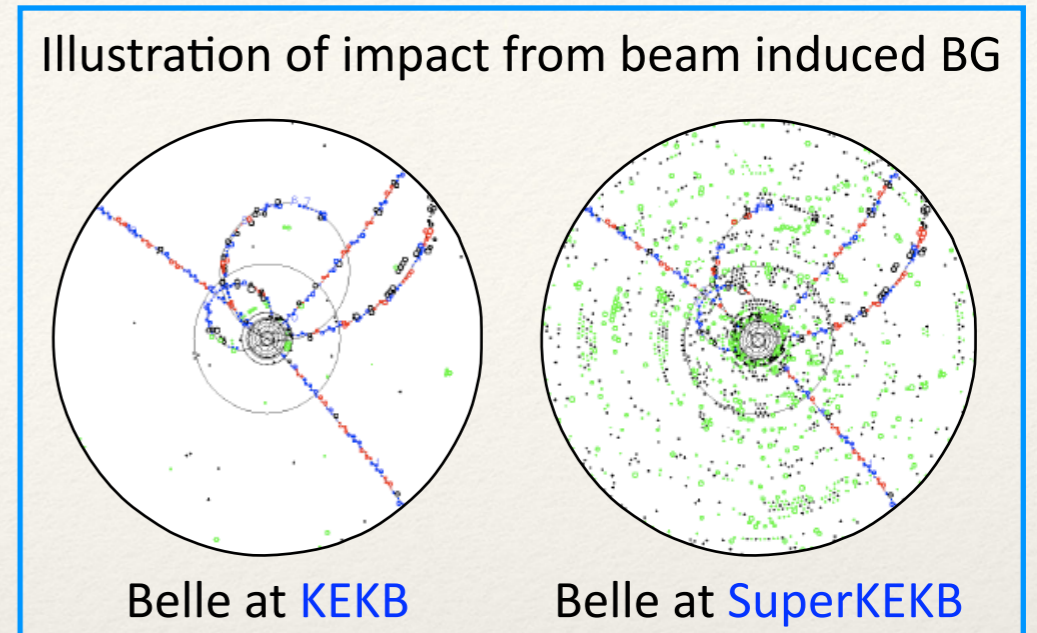 Illustration of impact from beam induced BG
Belle at KEKB
Belle at SuperKEKB